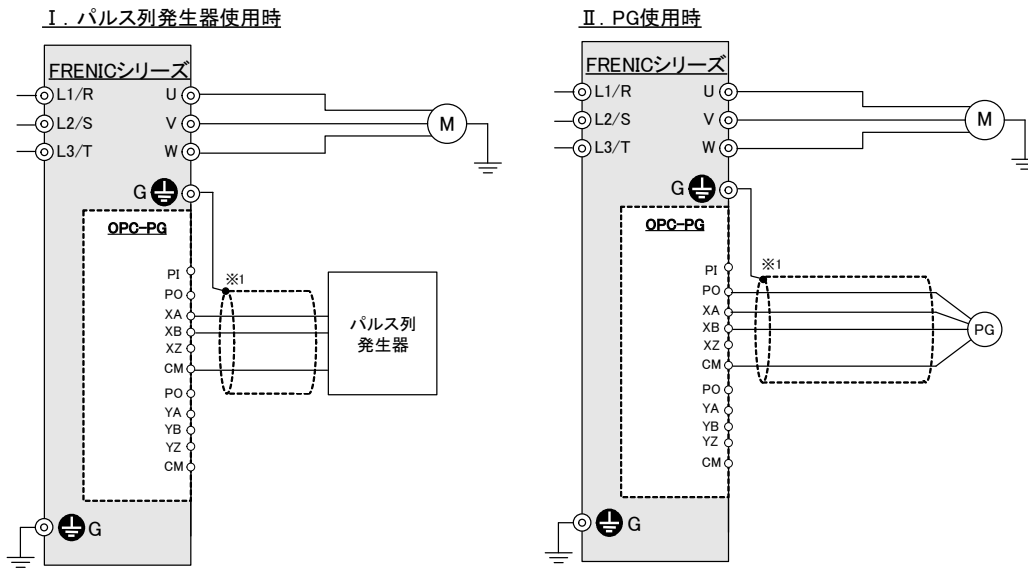 Ⅰ. パルス列発生器使用時
FRENICシリーズ
L1/R
U
L2/S
V
L3/T
W
M
G
OPC-PG
※1
PI
PO
XA
XB
XZ
CM
パルス列
発生器
PO
YA
YB
YZ
CM
G
Ⅱ. PG使用時
FRENICシリーズ
L1/R
U
L2/S
V
L3/T
W
M
G
OPC-PG
※1
PI
PO
XA
XB
XZ
CM
PG
PO
YA
YB
YZ
CM
G